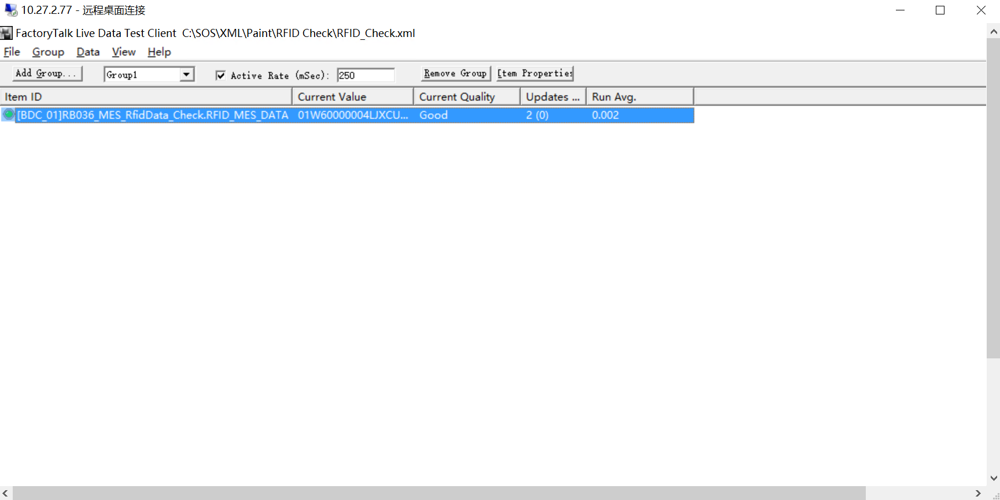 10.27.2.77 - 远程桌面连接
FactoryTalk Live Data Test Client C:\SOS\XML\Paint\RFID Check\RFID_Check.xml
File Group Data View Help
Add Group... Group1 Active Rate (mSec): 250 Remove Group Item Properties
Item ID Current Value Current Quality Updates ... Run Avg.
[BDC_01]RB036_MES_RfidData_Check.RFID_MES_DATA 01W60000004LJXCU... Good 2 (0) 0.002